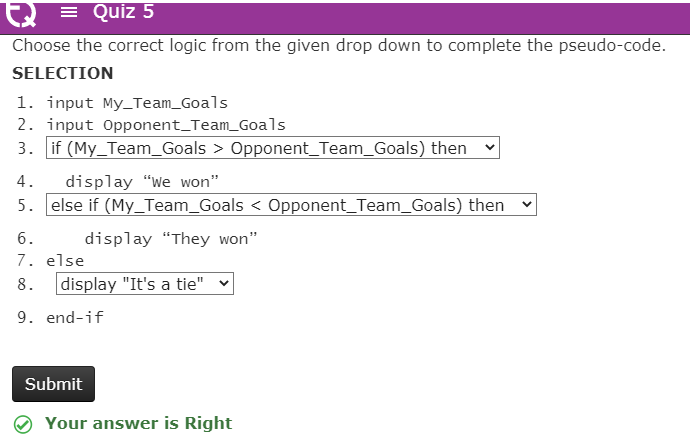 EQ ≡ Quiz 5
Choose the correct logic from the given drop down to complete the pseudo-code.
SELECTION
1. input My_Team_Goals
2. input Opponent_Team_Goals
3. if (My_Team_Goals > Opponent_Team_Goals) then
4. display “We won”
5. else if (My_Team_Goals < Opponent_Team_Goals) then
6. display “They won”
7. else
8. display "It's a tie"
9. end-if
Submit
Your answer is Right